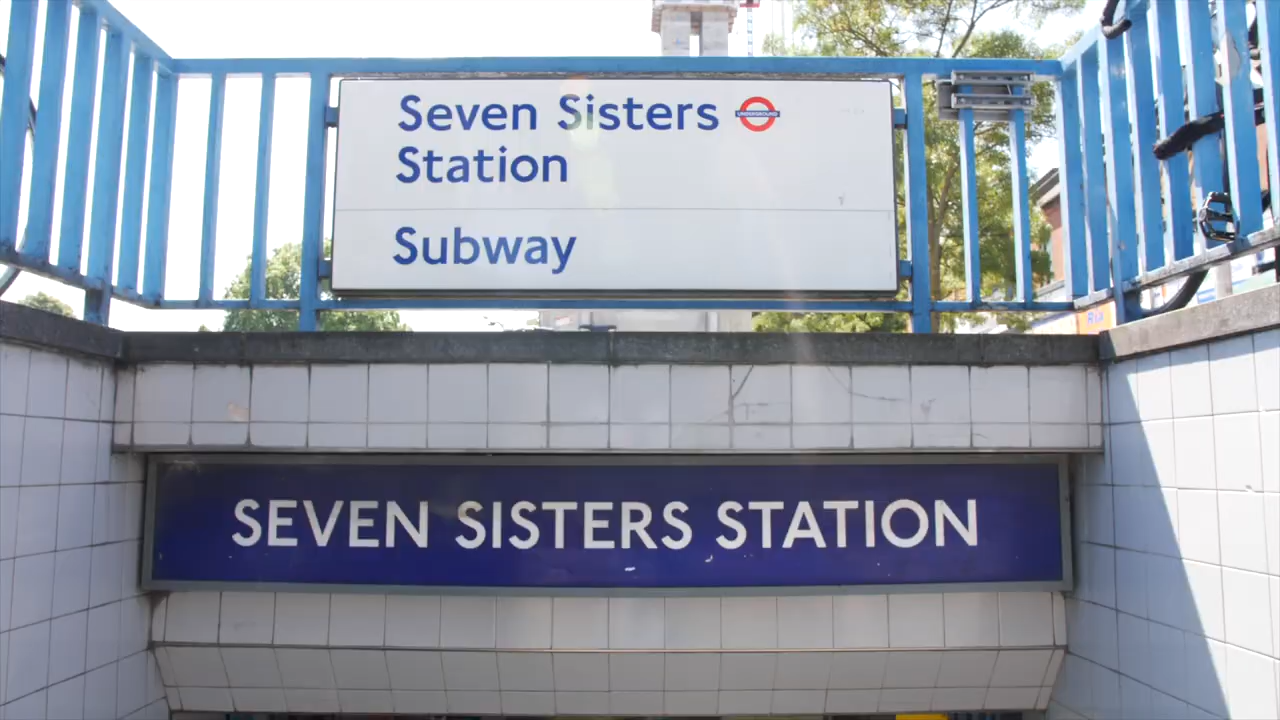 Seven Sisters
UNDERGROUND
Station
Subway
SEVEN SISTERS STATION